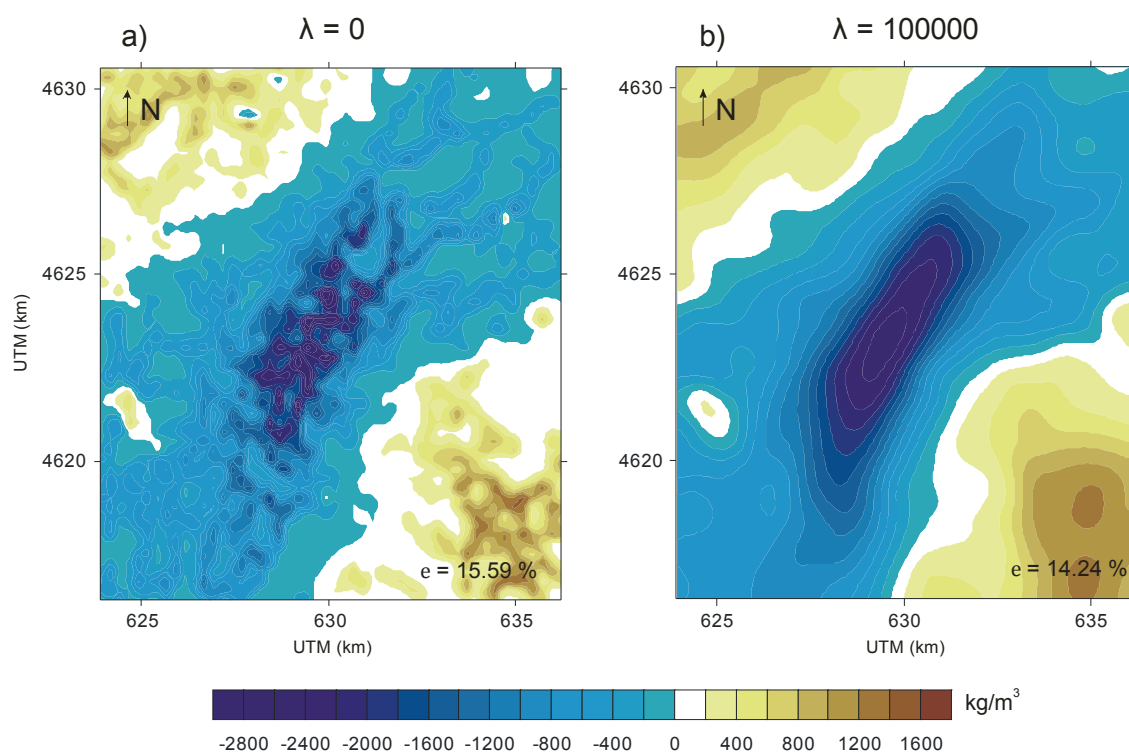 a) λ = 0
b) λ = 100000
4630
4625
4620
UTM (km)
N
e = 15.59 %
625 630 635
UTM (km)
4630
4625
4620
N
e = 14.24 %
625 630 635
UTM (km)
kg/m³
-2800 -2400 -2000 -1600 -1200 -800 -400 0 400 800 1200 1600